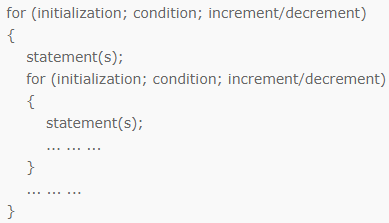 for (initialization; condition; increment/decrement)
{
statement(s);
for (initialization; condition; increment/decrement)
{
statement(s);
... ... ...
}
... ... ...
}